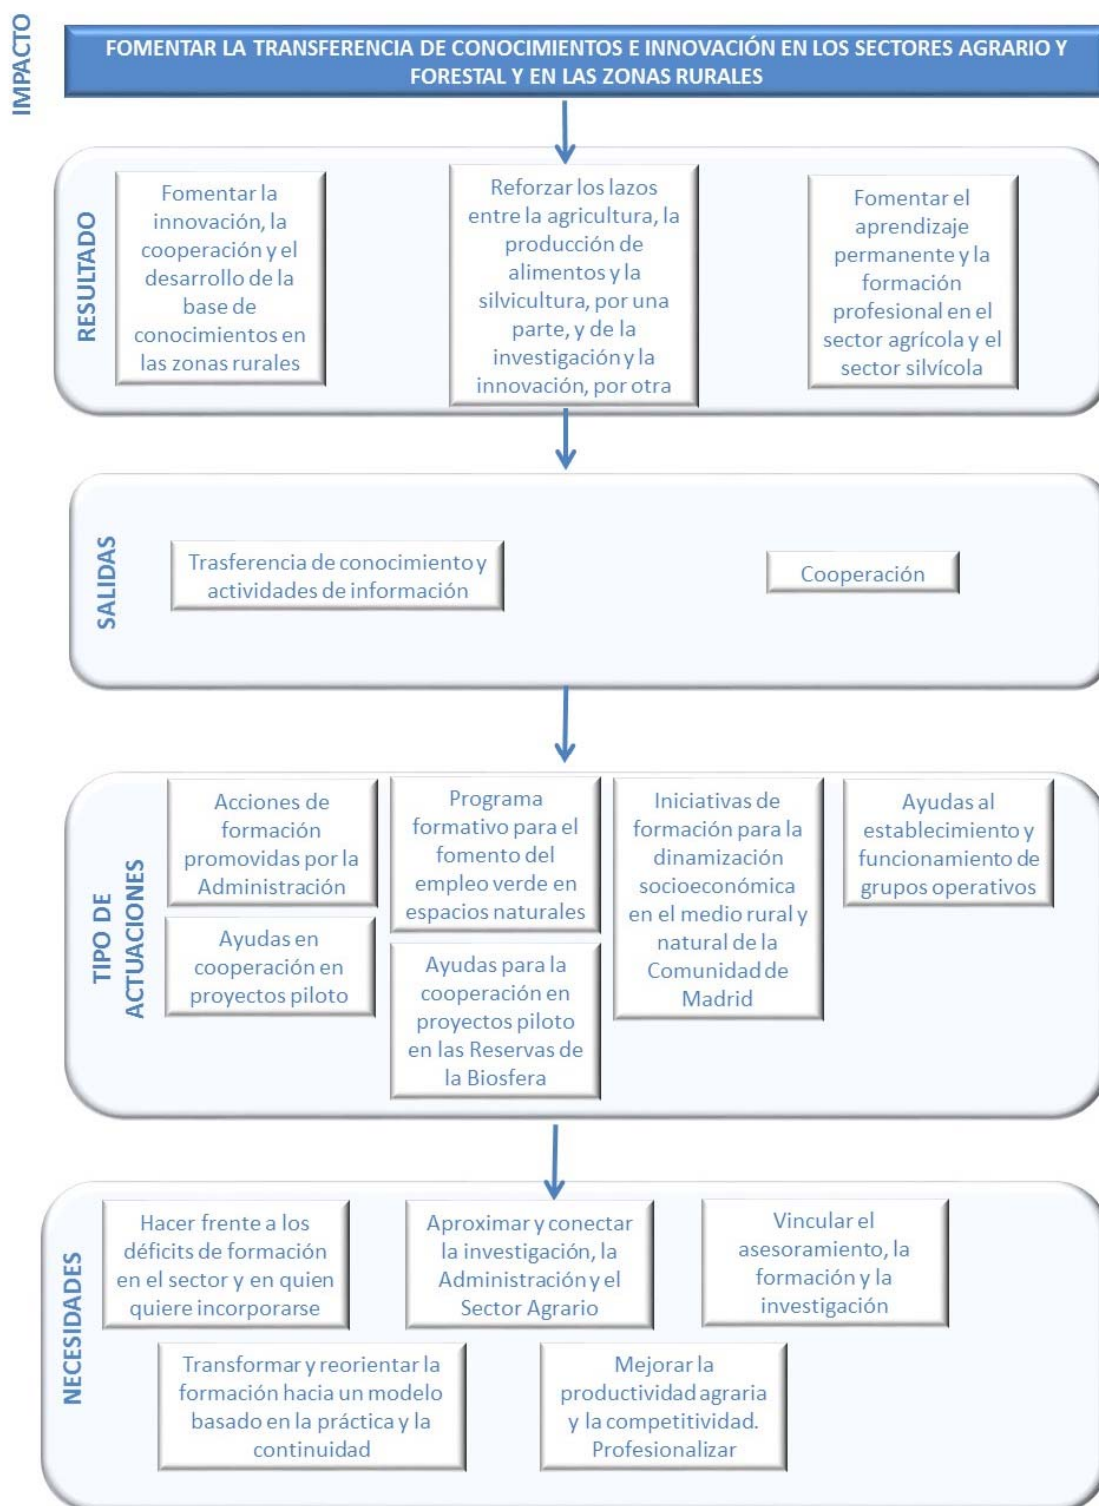 IMPACTO
FOMENTAR LA TRANSFERENCIA DE CONOCIMIENTOS E INNOVACIÓN EN LOS SECTORES AGRARIO Y
FORESTAL Y EN LAS ZONAS RURALES
RESULTADO
Fomentar la
innovación, la
cooperación y el
desarrollo de la
base de
conocimientos en
las zonas rurales
Reforzar los lazos
entre la agricultura, la
producción de
alimentos y la
silvicultura, por una
parte, y de la
investigación y la
innovación, por otra
Fomentar el
aprendizaje
permanente y la
formación
profesional en el
sector agrícola y el
sector silvícola
SALIDAS
Trasferencia de conocimiento y
actividades de información
Cooperación
TIPO DE
ACTUACIONES
Acciones de
formación
promovidas por la
Administración
Ayudas en
cooperación en
proyectos piloto
Programa
formativo para el
fomento del
empleo verde en
espacios naturales
Ayudas para la
cooperación en
proyectos piloto
en las Reservas de
la Biosfera
Iniciativas de
formación para la
dinamización
socioeconómica
en el medio rural y
natural de la
Comunidad de
Madrid
Ayudas al
establecimiento y
funcionamiento de
grupos operativos
NECESIDADES
Hacer frente a los
déficits de formación
en el sector y en quien
quiere incorporarse
Aproximar y conectar
la investigación, la
Administración y el
Sector Agrario
Vincular el
asesoramiento, la
formación y la
investigación
Transformar y reorientar la
formación hacia un modelo
basado en la práctica y la
continuidad
Mejorar la
productividad agraria
y la competitividad.
Profesionalizar